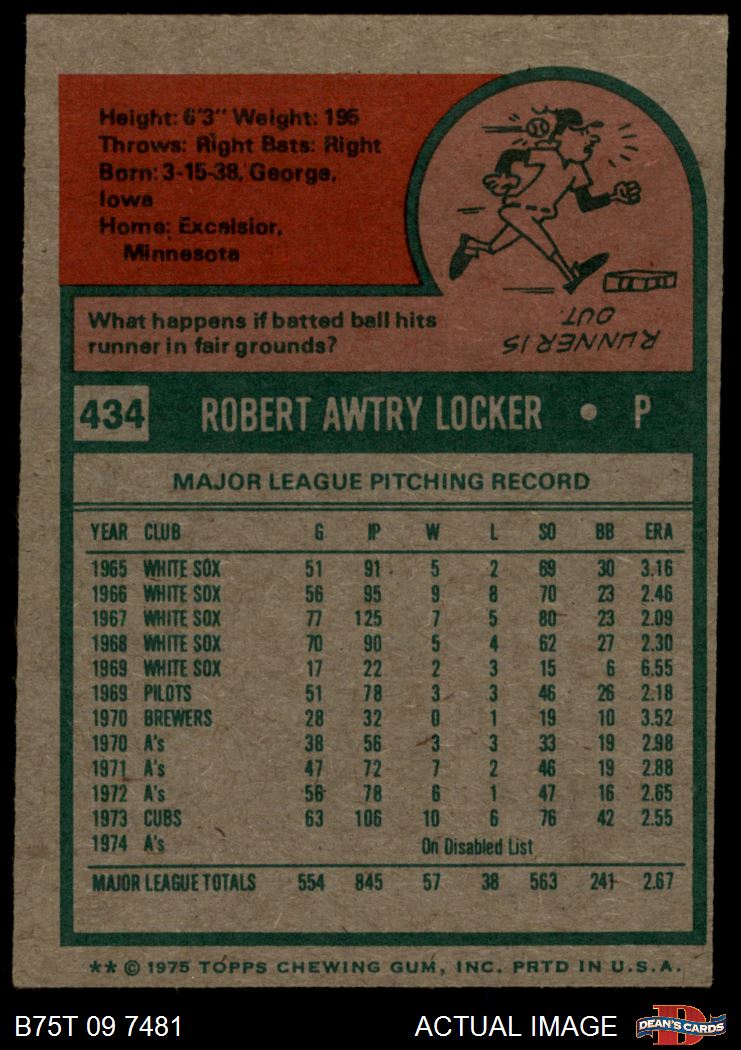 Height: 6'3" Weight: 195
Throws: Right Bats: Right
Born: 3-15-38, George,
Iowa
Home: Excelsior,
Minnesota
What happens if batted ball hits
runner in fair grounds?
RUNNER IS
OUT.
434 ROBERT AWTRY LOCKER • P
MAJOR LEAGUE PITCHING RECORD
YEAR CLUB G IP W L SO BB ERA
1965 WHITE SOX 51 91 5 2 69 30 3.16
1966 WHITE SOX 56 95 9 8 70 23 2.46
1967 WHITE SOX 77 125 7 5 80 23 2.09
1968 WHITE SOX 70 90 5 4 62 27 2.30
1969 WHITE SOX 17 22 2 3 15 6 6.55
1969 PILOTS 51 78 3 3 46 26 2.18
1970 BREWERS 28 32 0 1 19 10 3.52
1970 A's 38 56 3 3 33 19 2.98
1971 A's 47 72 7 2 46 19 2.88
1972 A's 56 78 6 1 47 16 2.65
1973 CUBS 63 106 10 6 76 42 2.55
1974 A's On Disabled List
MAJOR LEAGUE TOTALS 554 845 57 38 563 241 2.67
** © 1975 TOPPS CHEWING GUM, INC. PRTD IN U.S.A.
B75T 09 7481 ACTUAL IMAGE D DEAN'S CARDS